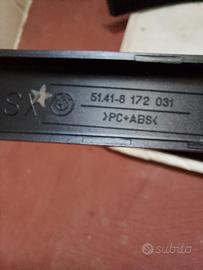 SX
51.41-8 172 031
>PC+ABS<
subito